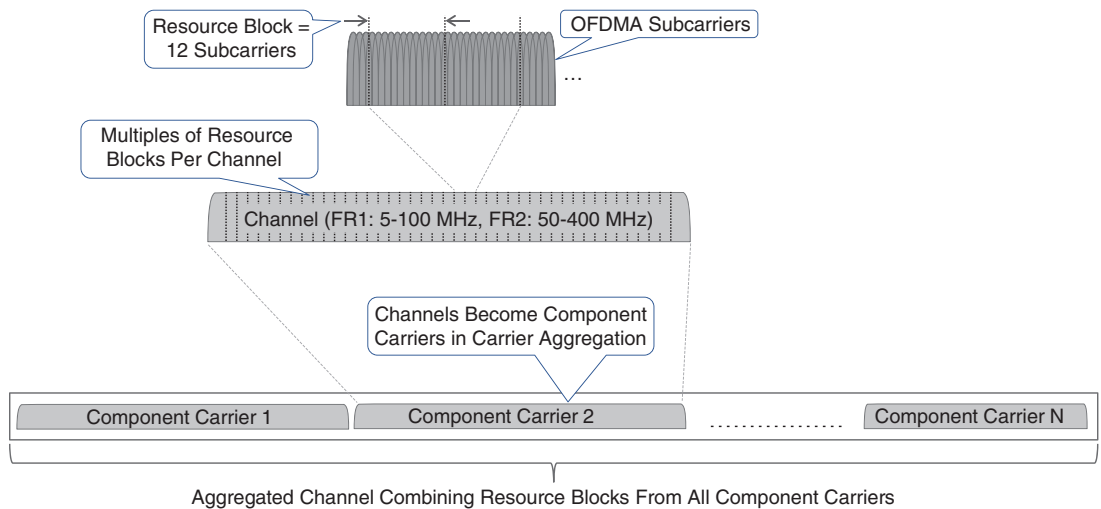 Resource Block =
12 Subcarriers
OFDMA Subcarriers
...
Multiples of Resource
Blocks Per Channel
Channel (FR1: 5-100 MHz, FR2: 50-400 MHz)
Channels Become Component
Carriers in Carrier Aggregation
Component Carrier 1
Component Carrier 2
.................
Component Carrier N
Aggregated Channel Combining Resource Blocks From All Component Carriers